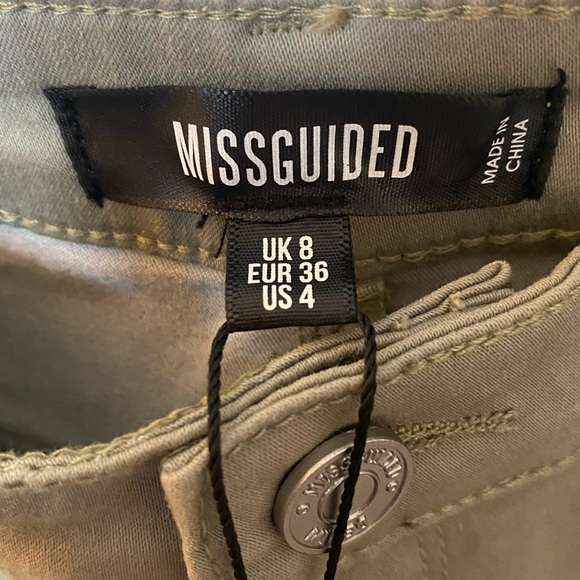 MISSGUIDED
MADE IN
CHINA
UK 8
EUR 36
US 4